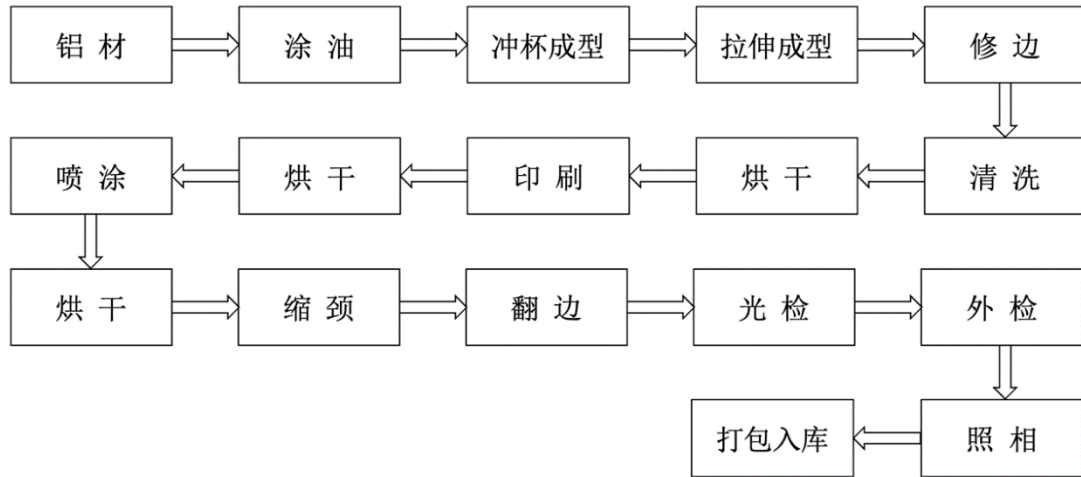 铝材
涂油
冲杯成型
拉伸成型
修边
清洗
烘干
印刷
烘干
喷涂
烘干
缩颈
翻边
光检
外检
照相
打包入库